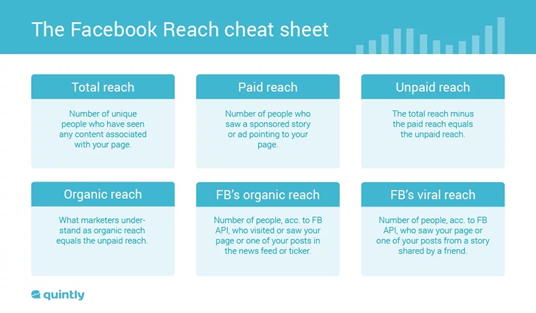 The Facebook Reach cheat sheet
Total reach
Number of unique
people who have seen
any content associated
with your page.
Paid reach
Number of people who
saw a sponsored story
or ad pointing to your
page.
Unpaid reach
The total reach minus
the paid reach equals
the unpaid reach.
Organic reach
What marketers under-
stand as organic reach
equals the unpaid reach.
FB's organic reach
Number of people, acc. to FB
API, who visited or saw your
page or one of your posts in
the news feed or ticker.
FB's viral reach
Number of people, acc. to FB
API, who saw your page or
one of your posts from a story
shared by a friend.
quintly